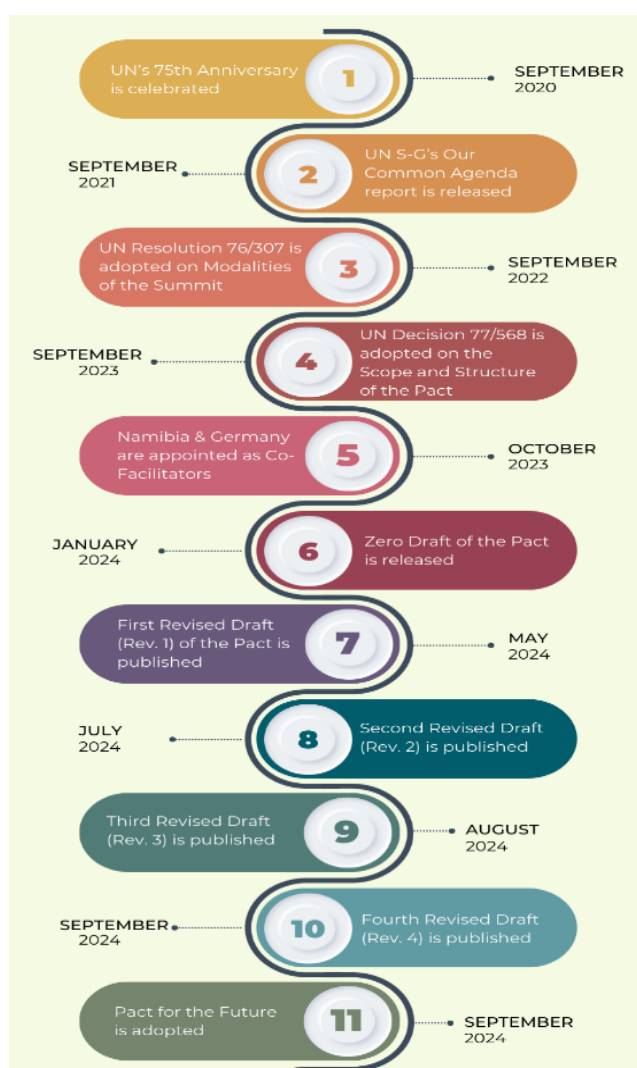 UN's 75th Anniversary
is celebrated
1
SEPTEMBER
2020
SEPTEMBER
2021
2
UN S-G's Our
Common Agenda
report is released
UN Resolution 76/307 is
adopted on Modalities
of the Summit
3
SEPTEMBER
2022
SEPTEMBER
2023
4
UN Decision 77/568 is
adopted on the
Scope and Structure
of the Pact
Namibia & Germany
are appointed as Co-
Facilitators
5
OCTOBER
2023
JANUARY
2024
6
Zero Draft of the Pact
is released
First Revised Draft
(Rev. 1) of the Pact is
published
7
MAY
2024
JULY
2024
8
Second Revised Draft
(Rev. 2) is published
Third Revised Draft
(Rev. 3) is published
9
AUGUST
2024
SEPTEMBER
2024
10
Fourth Revised Draft
(Rev. 4) is published
Pact for the Future
is adopted
11
SEPTEMBER
2024